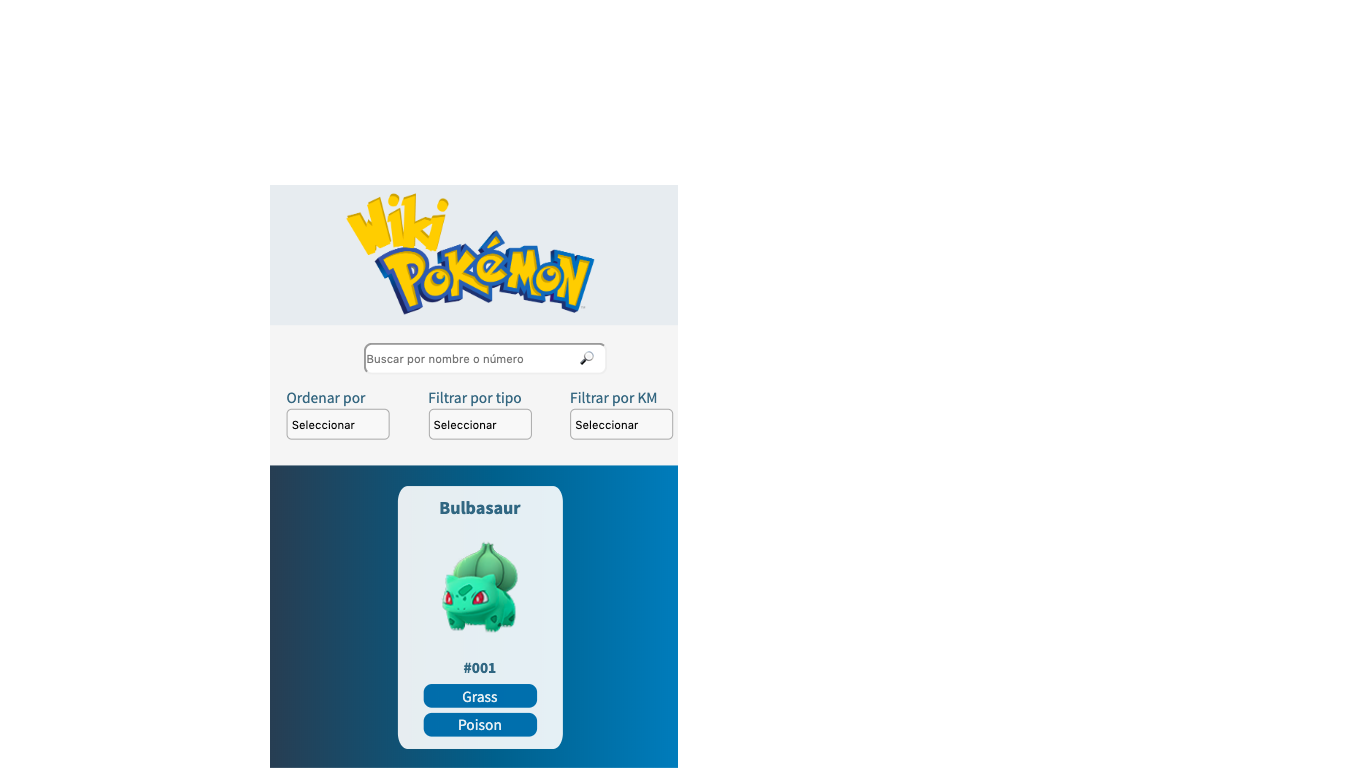 Wiki
POKéMON
Buscar por nombre o número
Ordenar por
Filtrar por tipo
Filtrar por KM
Seleccionar
Seleccionar
Seleccionar
Bulbasaur
#001
Grass
Poison